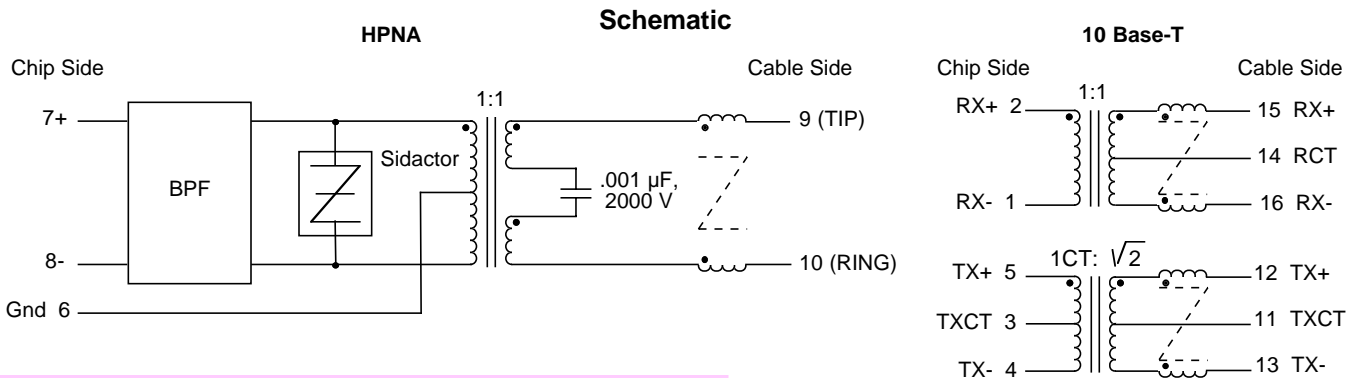 Schematic
HPNA
Chip Side
Cable Side
7+
BPF
Sidactor
1:1
.001 µF,
2000 V
9 (TIP)
8-
10 (RING)
Gnd 6
10 Base-T
Chip Side
Cable Side
1:1
RX+ 2
15 RX+
14 RCT
RX- 1
16 RX-
1CT: √2
TX+ 5
12 TX+
TXCT 3
11 TXCT
TX- 4
13 TX-